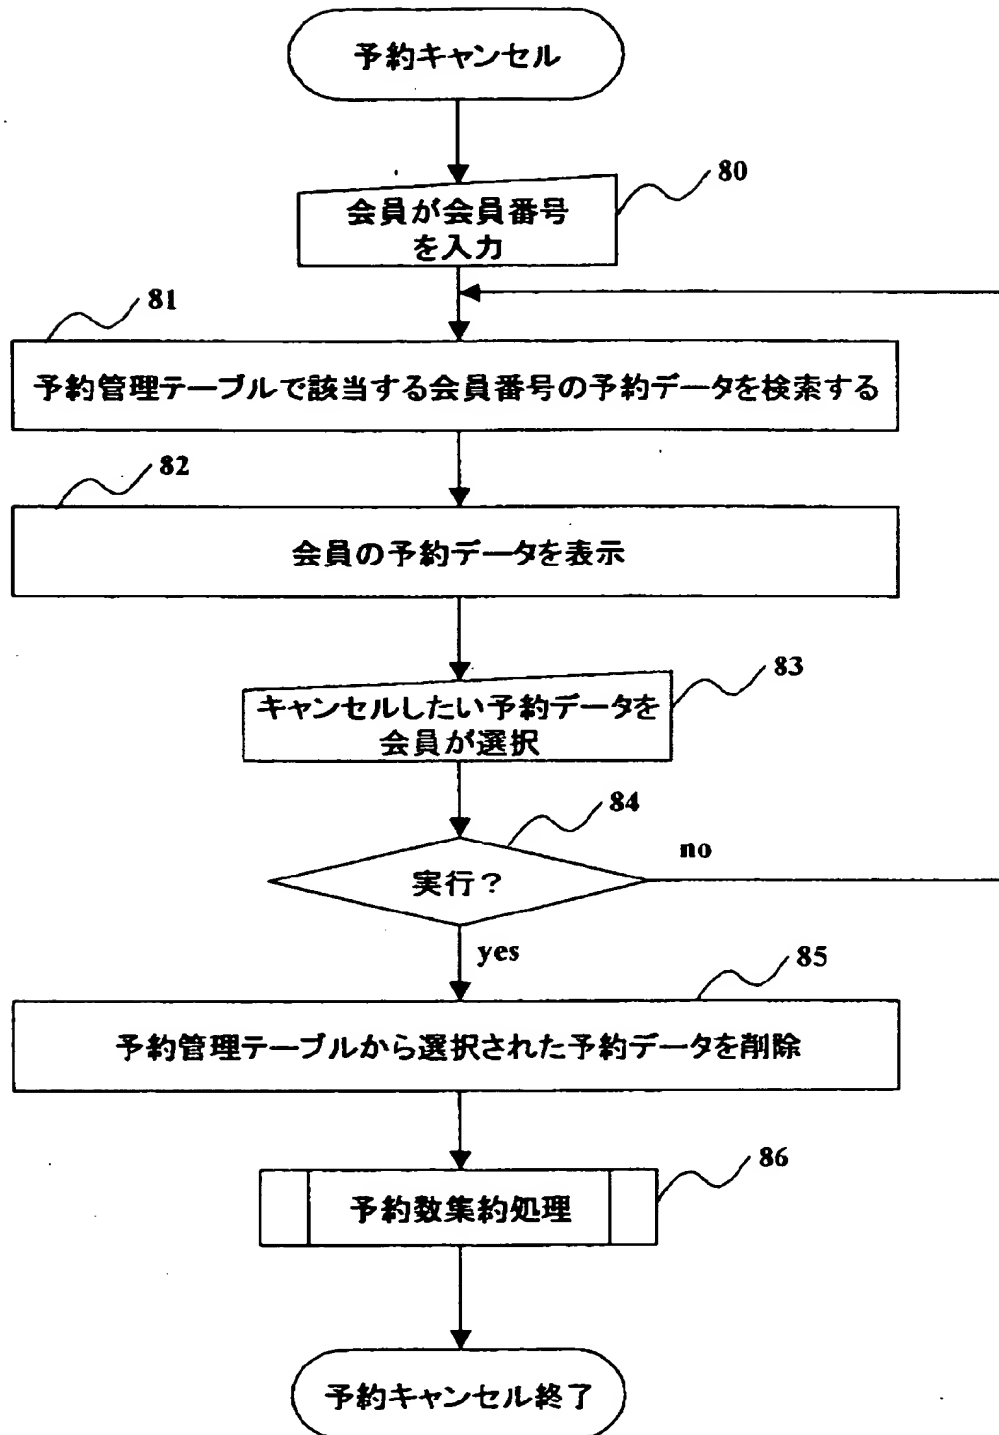 予約キャンセル
80
会員が会員番号
を入力
81
予約管理テーブルで該当する会員番号の予約データを検索する
82
会員の予約データを表示
83
キャンセルしたい予約データを
会員が選択
84
実行？
no
yes
85
予約管理テーブルから選択された予約データを削除
86
予約数集約処理
予約キャンセル終了